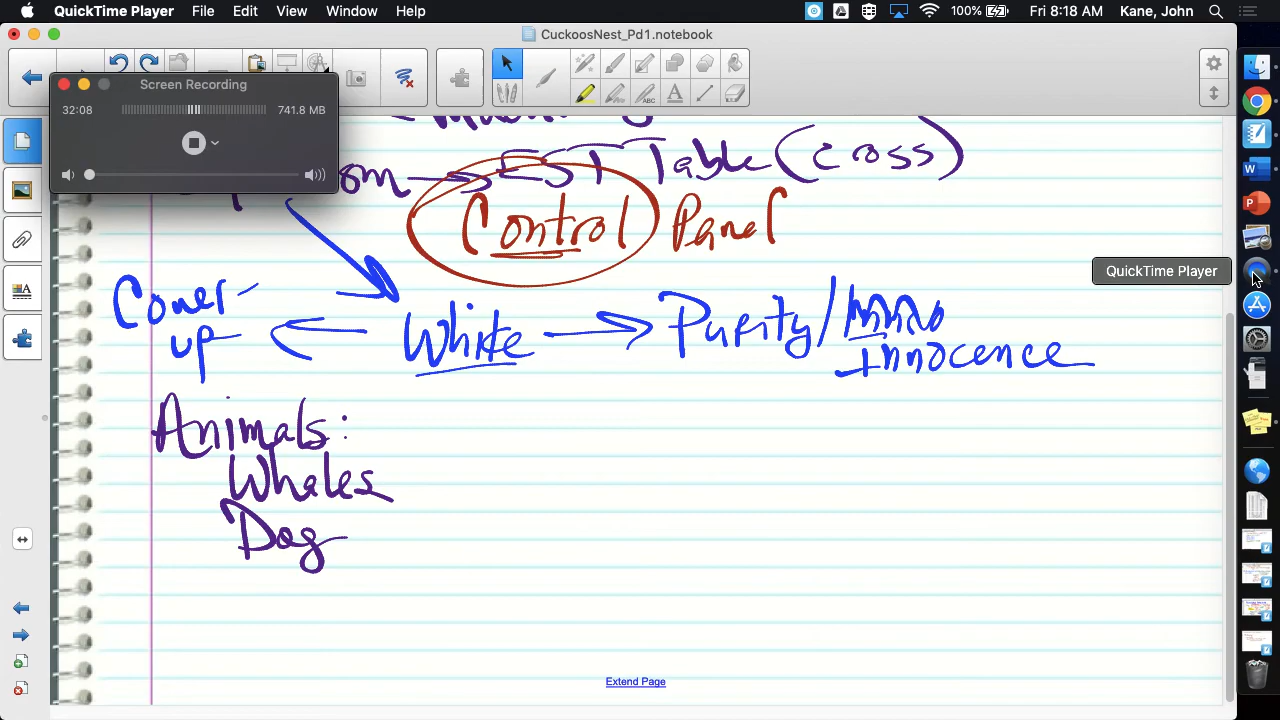 QuickTime Player File Edit View Window Help 100% Fri 8:18 AM Kane, John
CuckoosNest_Pd1.notebook
Screen Recording
32:08 741.8 MB
ABC
A
EST Table (cross)
Control Panel
QuickTime Player
Cover-
up
White
Purity/
Innocence
Animals:
Whales
Dog
Extend Page